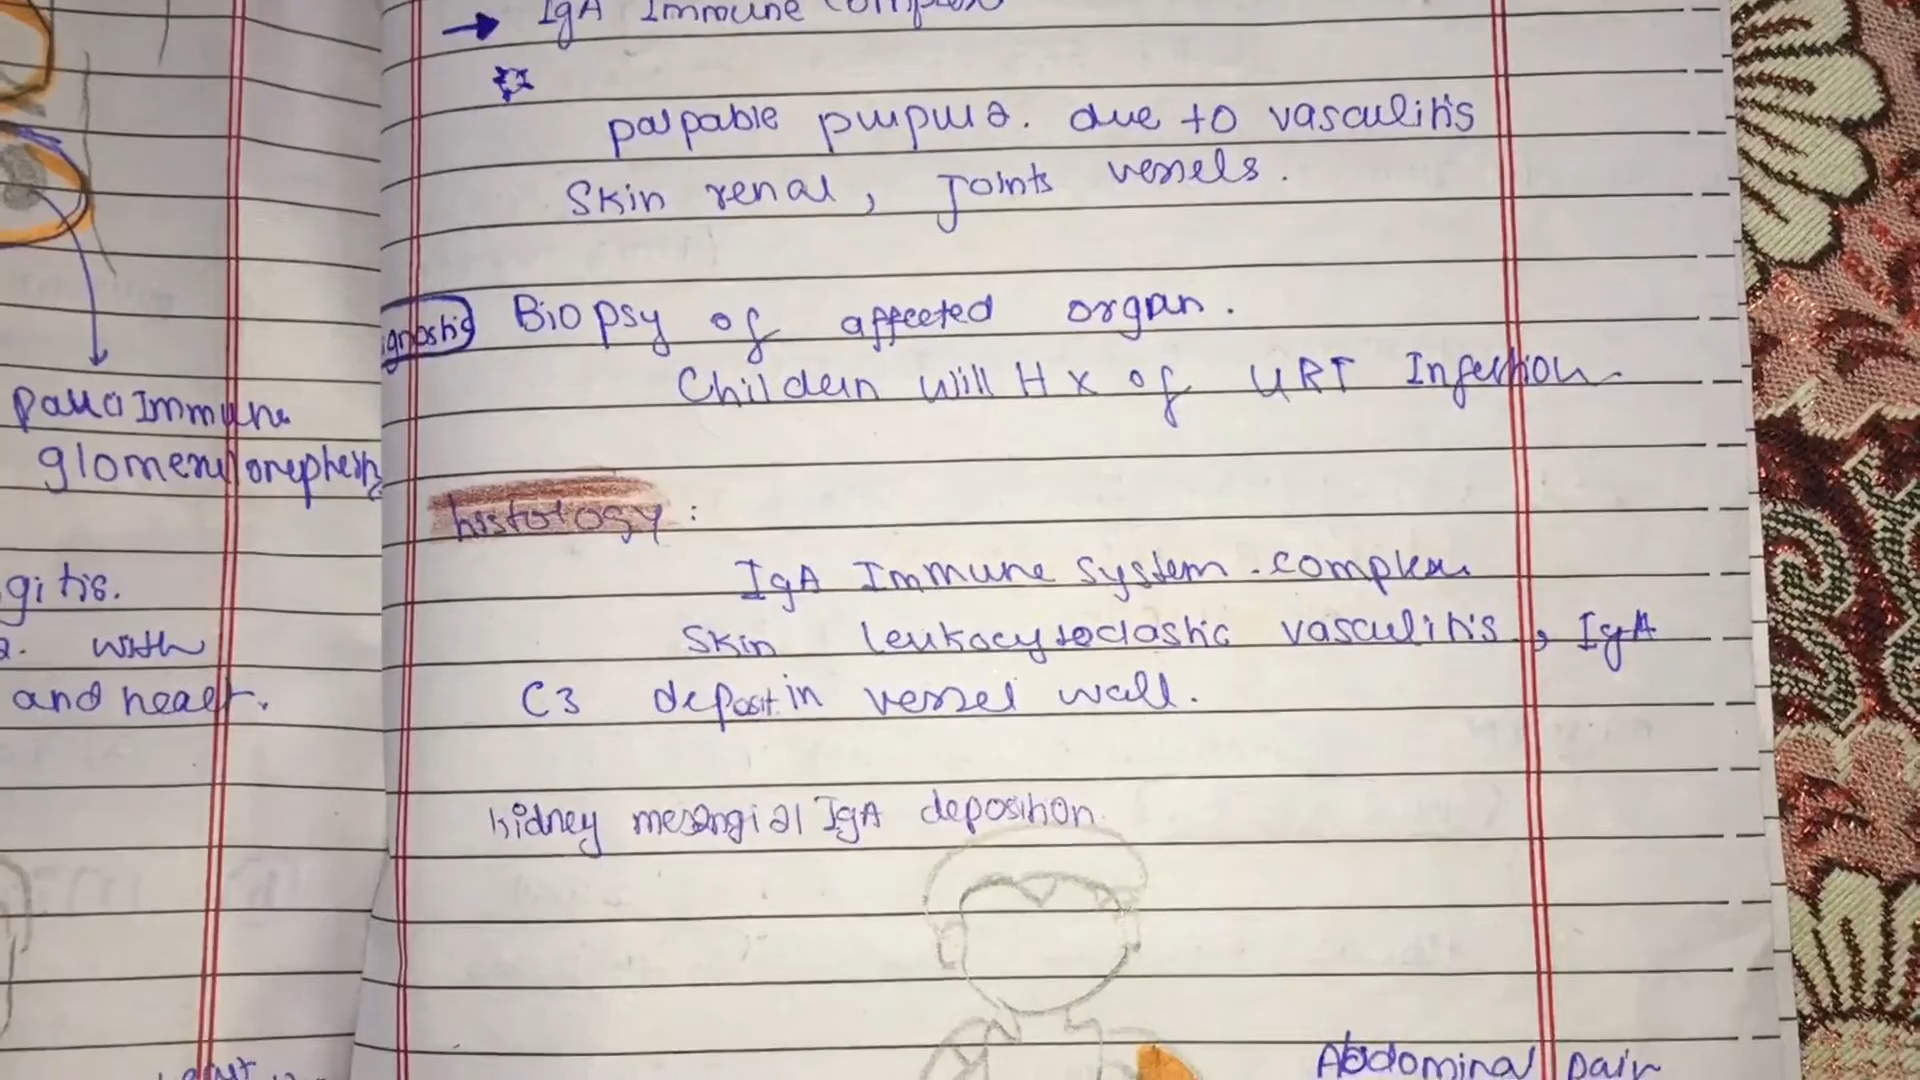 → IgA Immune complex
palpable purpura. due to vasculitis
Skin renal, Joints vessels.
ignostic Biopsy of affected organ.
Childern will Hx of URT Infection.
histology:
IgA Immune system complex
Skin leukocytoclastic vasculitis, IgA
C3 deposit in vessel wall.
kidney mesangial IgA deposition.
Abdominal pain
Pauci Immune
glomerulonephritis
gitis.
with
and heart.